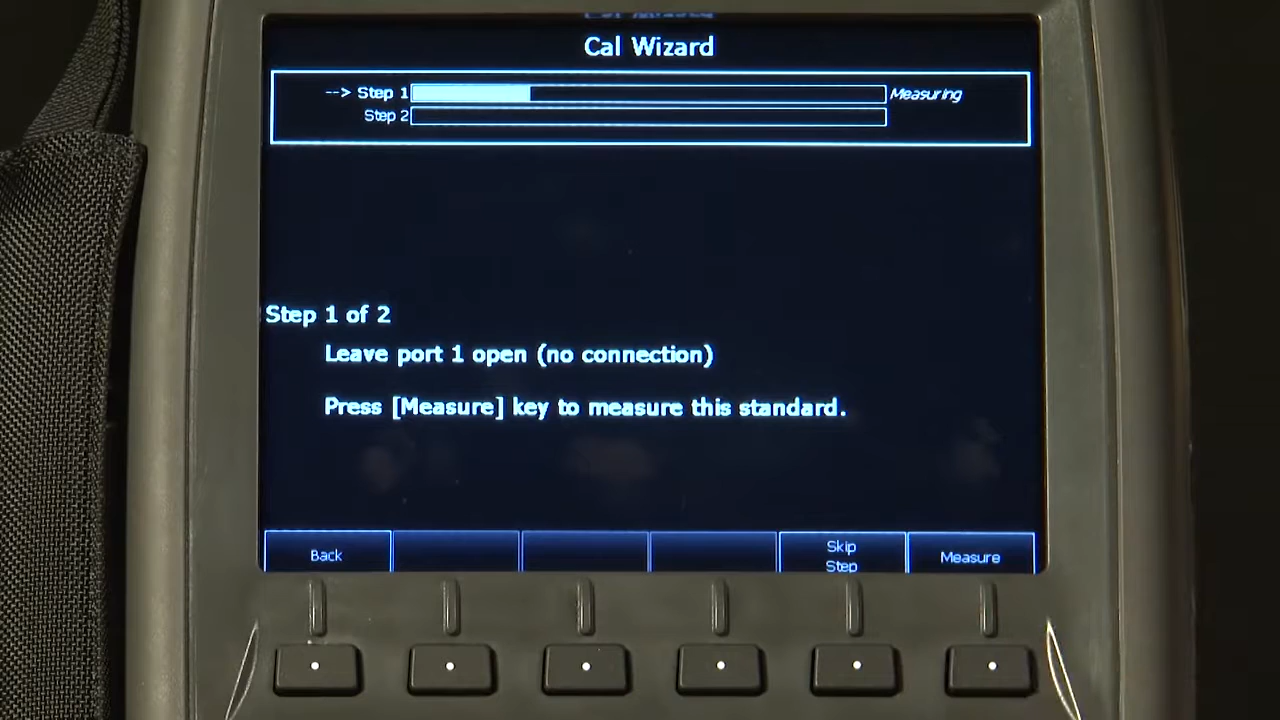 Cal Wizard
--> Step 1 Measuring
Step 2
Step 1 of 2
Leave port 1 open (no connection)
Press [Measure] key to measure this standard.
Back
Skip
Step
Measure